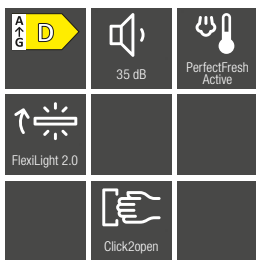 A
G
D
35 dB
PerfectFresh
Active
FlexiLight 2.0
Click2open